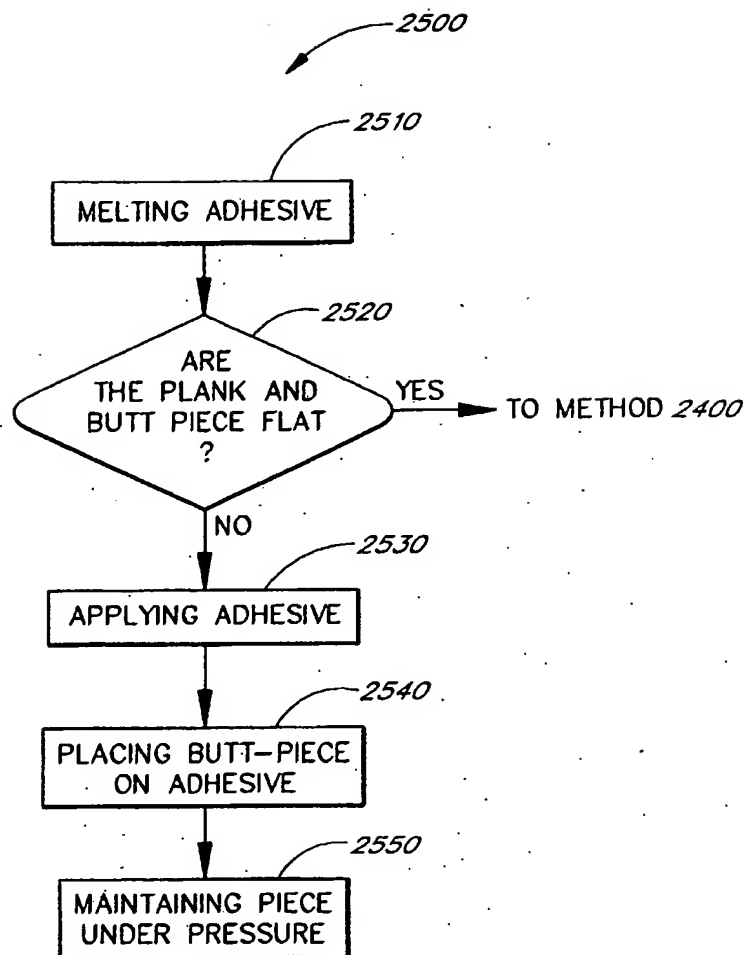 2500
2510
MELTING ADHESIVE
2520
ARE
THE PLANK AND
BUTT PIECE FLAT
?
YES
TO METHOD 2400
NO
2530
APPLYING ADHESIVE
2540
PLACING BUTT-PIECE
ON ADHESIVE
2550
MAINTAINING PIECE
UNDER PRESSURE